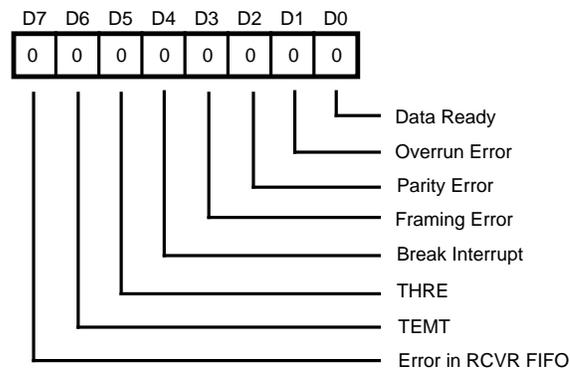 D7 D6 D5 D4 D3 D2 D1 D0
0 0 0 0 0 0 0 0
Data Ready
Overrun Error
Parity Error
Framing Error
Break Interrupt
THRE
TEMT
Error in RCVR FIFO